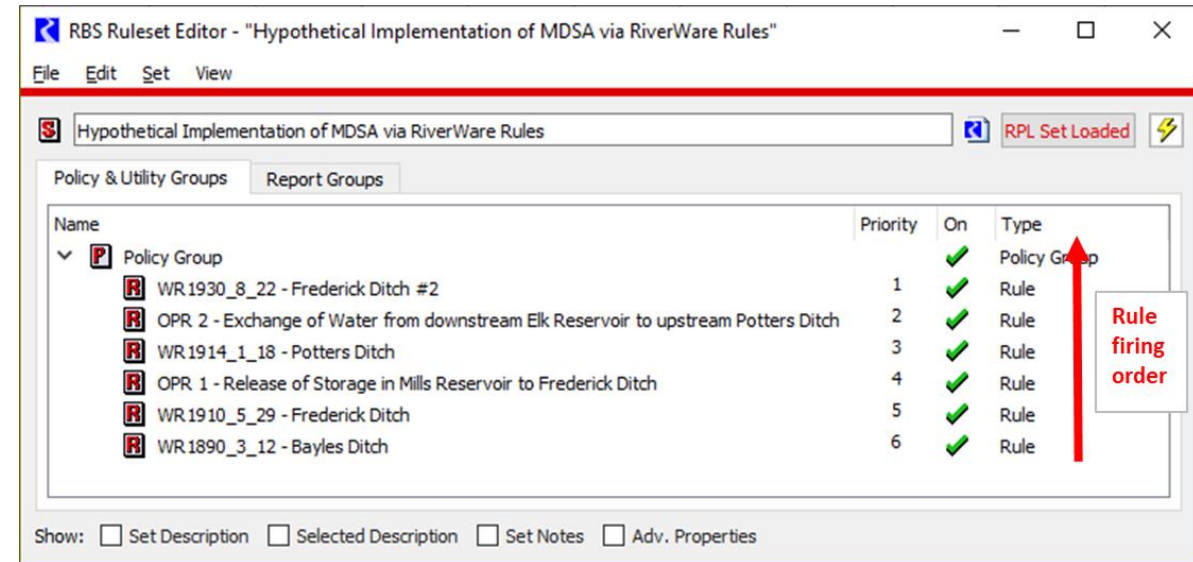 RBS Ruleset Editor - "Hypothetical Implementation of MDSA via RiverWare Rules"
File Edit Set View
S Hypothetical Implementation of MDSA via RiverWare Rules RPL Set Loaded
Policy & Utility Groups Report Groups
Name Priority On Type
P Policy Group Policy Group
R WR1930_8_22 - Frederick Ditch #2 1 Rule
R OPR 2 - Exchange of Water from downstream Elk Reservoir to upstream Potters Ditch 2 Rule
R WR1914_1_18 - Potters Ditch 3 Rule
R OPR 1 - Release of Storage in Mills Reservoir to Frederick Ditch 4 Rule
R WR1910_5_29 - Frederick Ditch 5 Rule
R WR1890_3_12 - Bayles Ditch 6 Rule
Rule
firing
order
Show: Set Description Selected Description Set Notes Adv. Properties